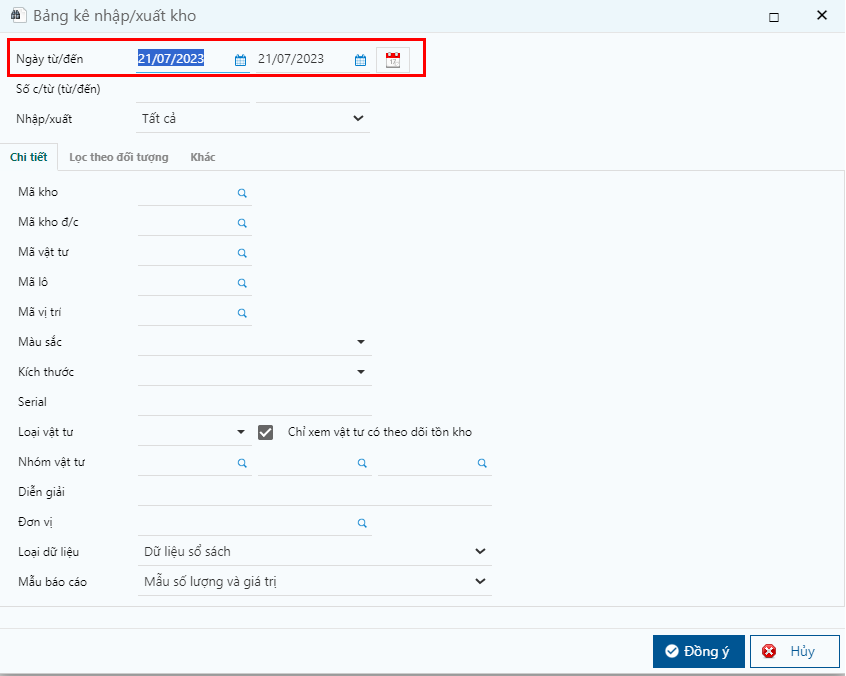 Bảng kê nhập/xuất kho
Ngày từ/đến 21/07/2023 21/07/2023
Số c/từ (từ/đến)
Nhập/xuất Tất cả
Chi tiết Lọc theo đối tượng Khác
Mã kho
Mã kho đ/c
Mã vật tư
Mã lô
Mã vị trí
Màu sắc
Kích thước
Serial
Loại vật tư Chỉ xem vật tư có theo dõi tồn kho
Nhóm vật tư
Diễn giải
Đơn vị
Loại dữ liệu Dữ liệu sổ sách
Mẫu báo cáo Mẫu số lượng và giá trị
Đồng ý Hủy